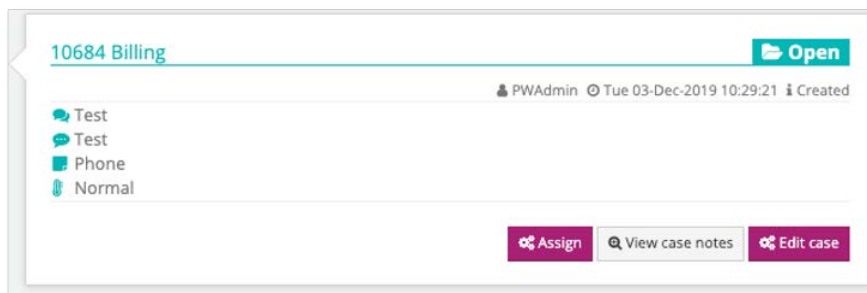 10684 Billing Open
PWAdmin Tue 03-Dec-2019 10:29:21 Created
Test
Test
Phone
Normal
Assign View case notes Edit case